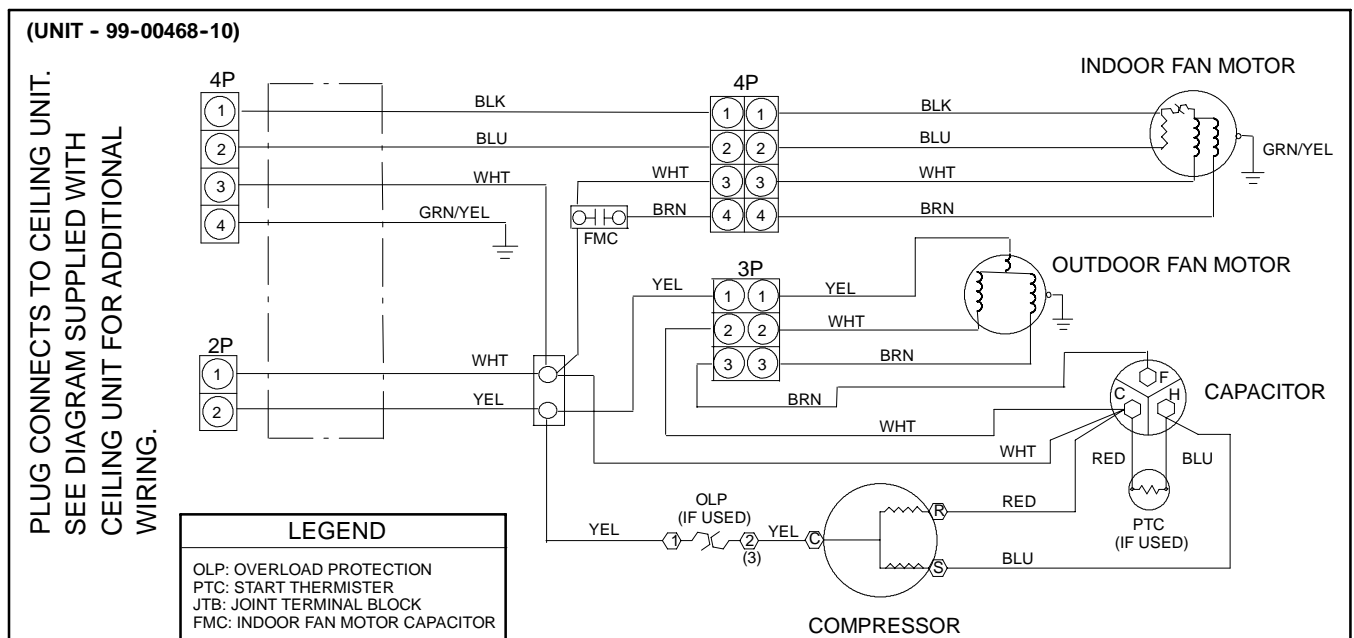 (UNIT - 99-00468-10)
PLUG CONNECTS TO CEILING UNIT.
SEE DIAGRAM SUPPLIED WITH
CEILING UNIT FOR ADDITIONAL
WIRING.
4P
1
2
3
4
BLK
BLU
WHT
GRN/YEL
2P
1
2
WHT
YEL
4P
1 1
2 2
3 3
4 4
WHT
BRN
FMC
BLK
BLU
WHT
BRN
INDOOR FAN MOTOR
GRN/YEL
3P
1 1
2 2
3 3
YEL
YEL
WHT
BRN
OUTDOOR FAN MOTOR
BRN
WHT
WHT
F
C
H
CAPACITOR
RED
BLU
PTC
(IF USED)
YEL
OLP
(IF USED)
1
2
(3)
YEL
C
R
S
RED
BLU
COMPRESSOR
LEGEND
OLP: OVERLOAD PROTECTION
PTC: START THERMISTER
JTB: JOINT TERMINAL BLOCK
FMC: INDOOR FAN MOTOR CAPACITOR